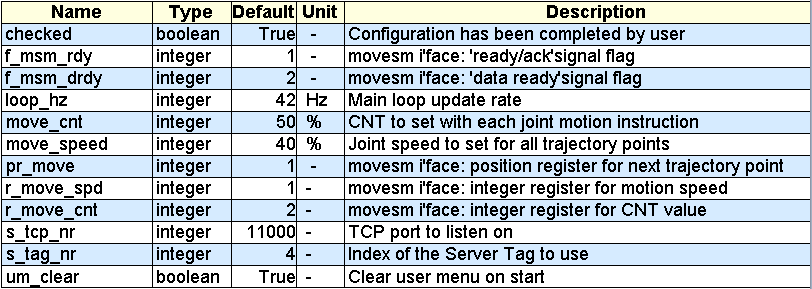 Name Type Default Unit Description
checked boolean True - Configuration has been completed by user
f_msm_rdy integer 1 - movesm i'face: 'ready/ack'signal flag
f_msm_drdy integer 2 - movesm i'face: 'data ready'signal flag
loop_hz integer 42 Hz Main loop update rate
move_cnt integer 50 % CNT to set with each joint motion instruction
move_speed integer 40 % Joint speed to set for all trajectory points
pr_move integer 1 - movesm i'face: position register for next trajectory point
r_move_spd integer 1 - movesm i'face: integer register for motion speed
r_move_cnt integer 2 - movesm i'face: integer register for CNT value
s_tcp_nr integer 11000 - TCP port to listen on
s_tag_nr integer 4 - Index of the Server Tag to use
um_clear boolean True - Clear user menu on start